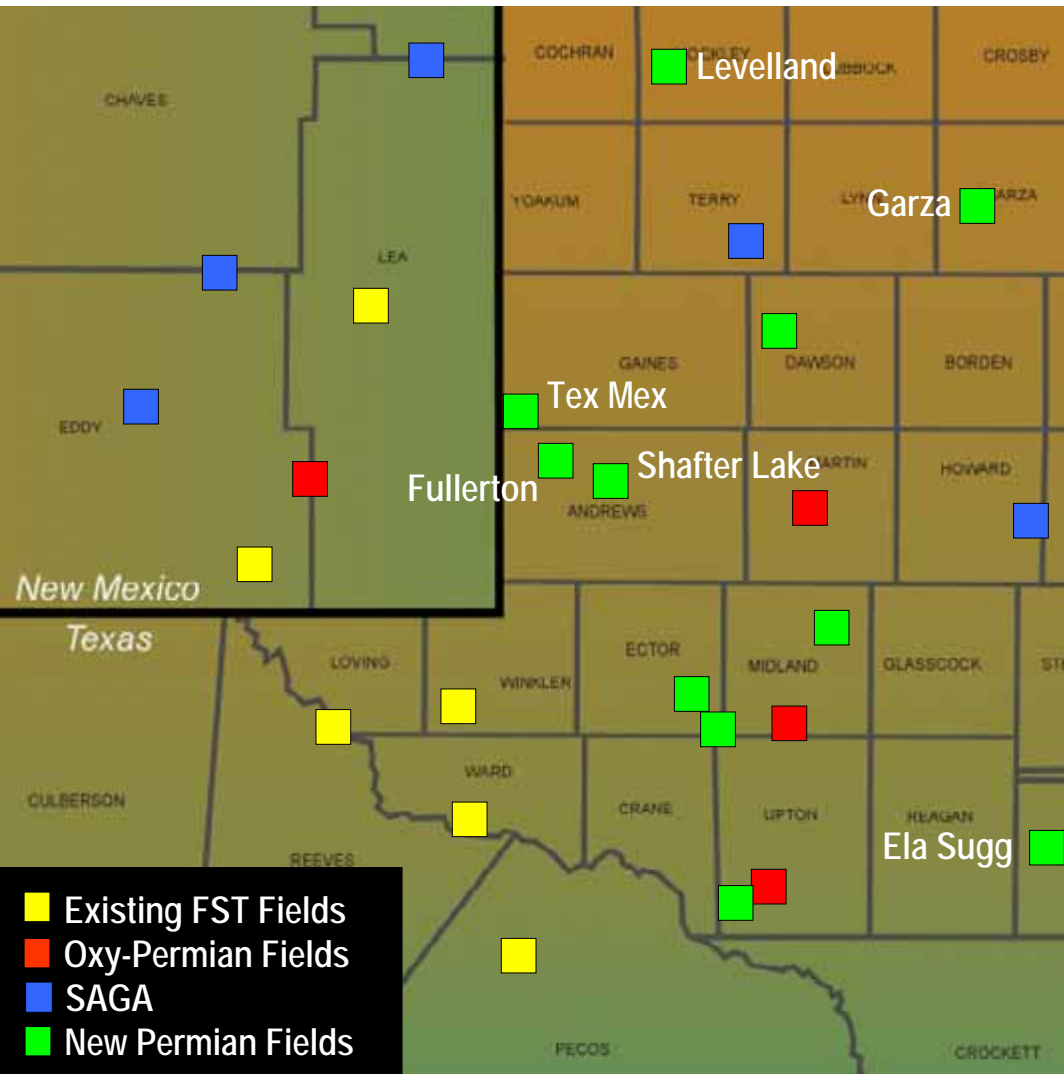 COCHRAN
CROSBY
Levelland
CHAVES
YOAKUM
TERRY
Garza
LEA
GAINES
DAWSON
BORDEN
Tex Mex
EDDY
Shafter Lake
HOWARD
Fullerton
ANDREWS
New Mexico
Texas
LOVING
WINKLER
ECTOR
MIDLAND
GLASSCOCK
WARD
CULBERSON
CRANE
UPTON
REAGAN
Ela Sugg
REEVES
Existing FST Fields
Oxy-Permian Fields
SAGA
New Permian Fields
PECOS
CROCKETT